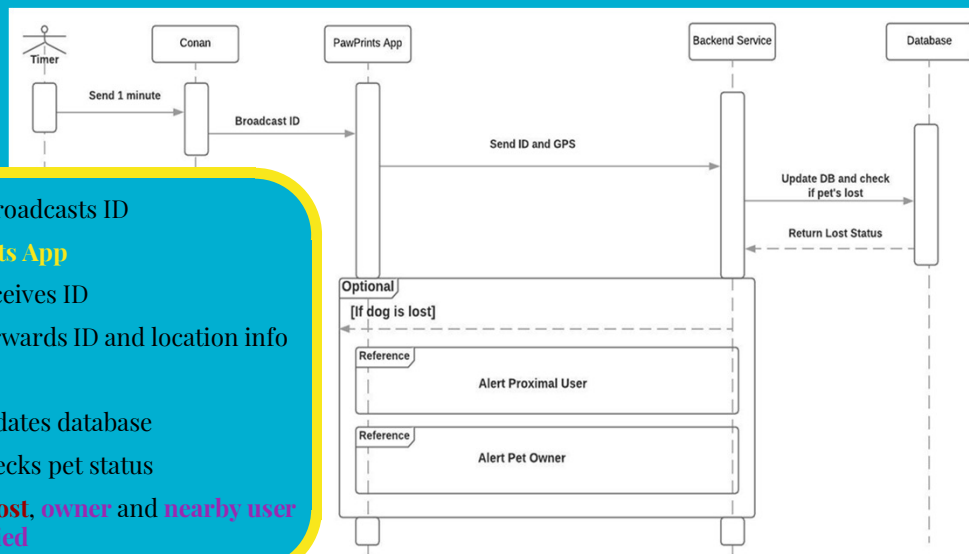 Timer
Conan
PawPrints App
Backend Service
Database
Send 1 minute
Broadcast ID
Send ID and GPS
Update DB and check
if pet's lost
Return Lost Status
Optional
[If dog is lost]
Reference
Alert Proximal User
Reference
Alert Pet Owner
roadcasts ID
ts App
ceives ID
rwards ID and location info
dates database
ecks pet status
ost, owner and nearby user
ied